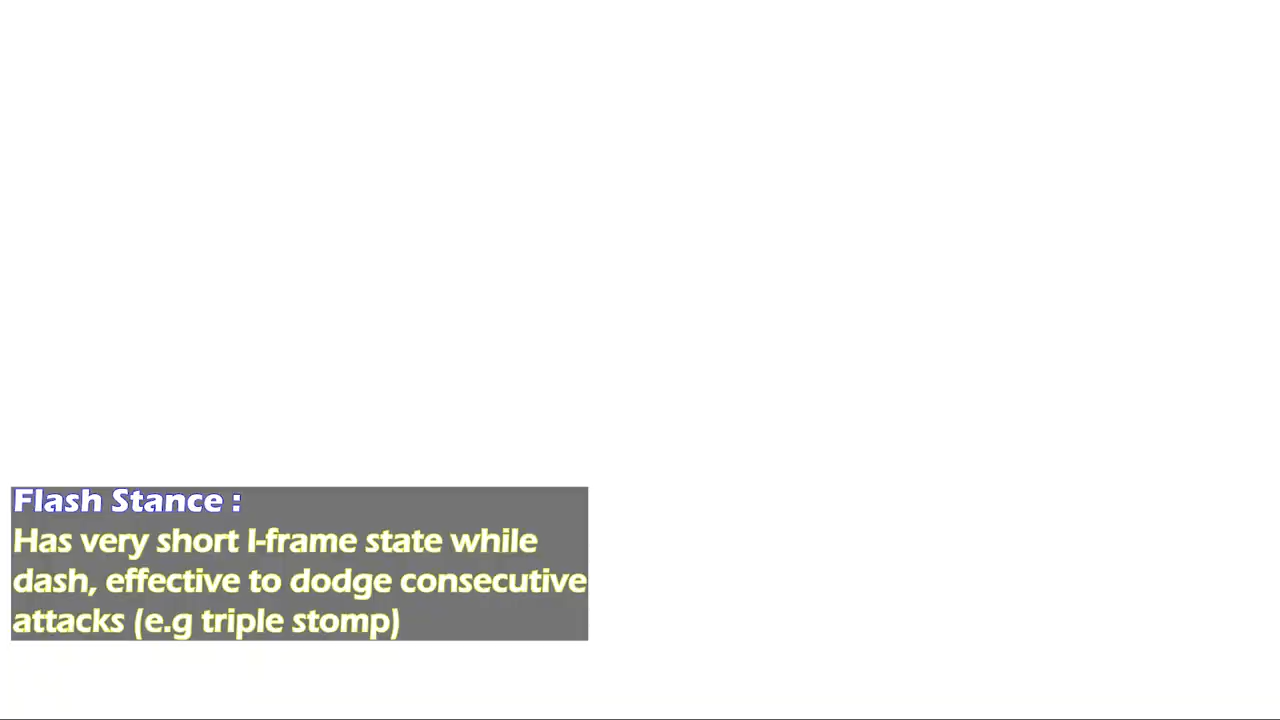 Flash Stance :
Has very short I-frame state while
dash, effective to dodge consecutive
attacks (e.g triple stomp)